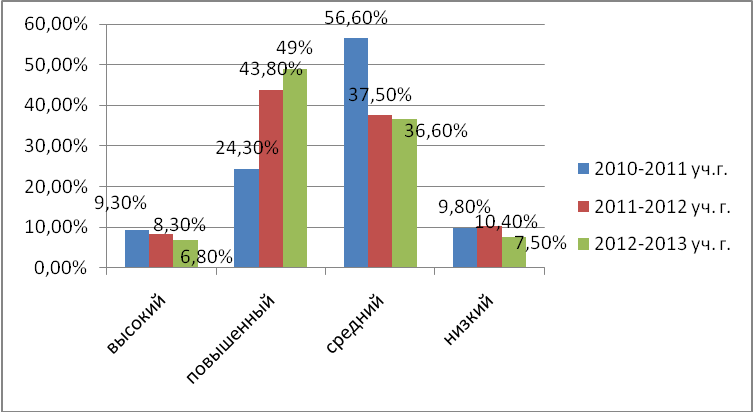 60,00%
50,00%
40,00%
30,00%
20,00%
10,00%
0,00%
9,30%
8,30%
6,80%
24,30%
43,80%
49%
56,60%
37,50%
36,60%
9,80%
10,40%
7,50%
высокий
повышенный
средний
низкий
2010-2011 уч.г.
2011-2012 уч. г.
2012-2013 уч. г.